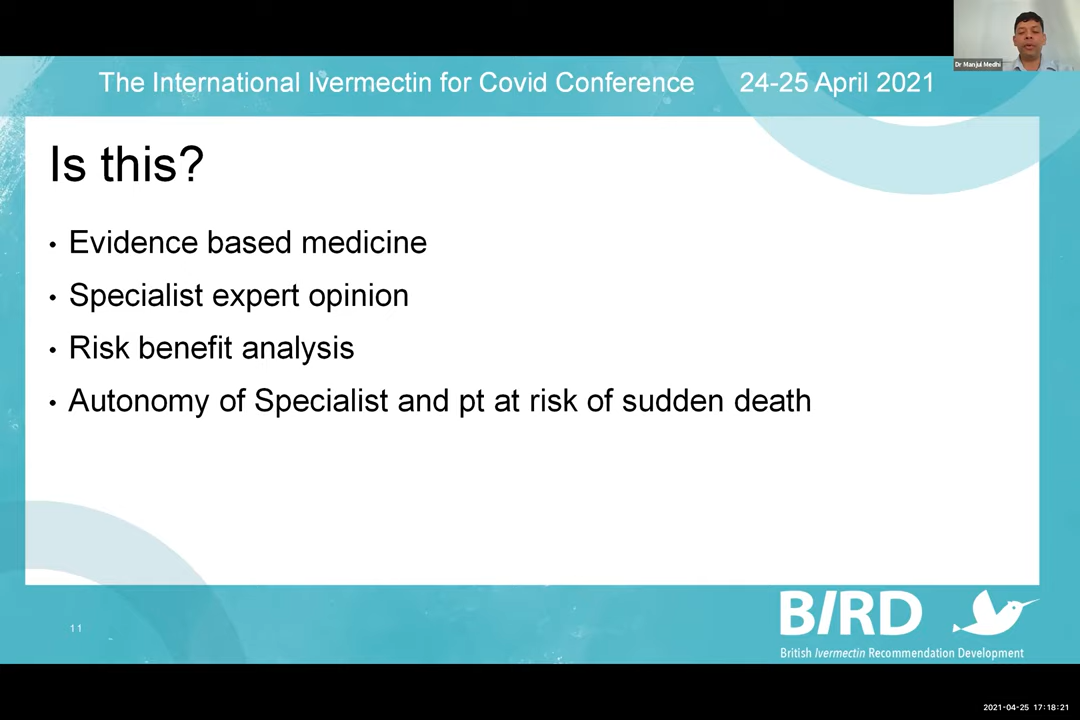 Dr Manjul Medhi
The International Ivermectin for Covid Conference 24-25 April 2021
Is this?
• Evidence based medicine
• Specialist expert opinion
• Risk benefit analysis
• Autonomy of Specialist and pt at risk of sudden death
11
BIRD
British Ivermectin Recommendation Development
2021-04-25 17:18:21